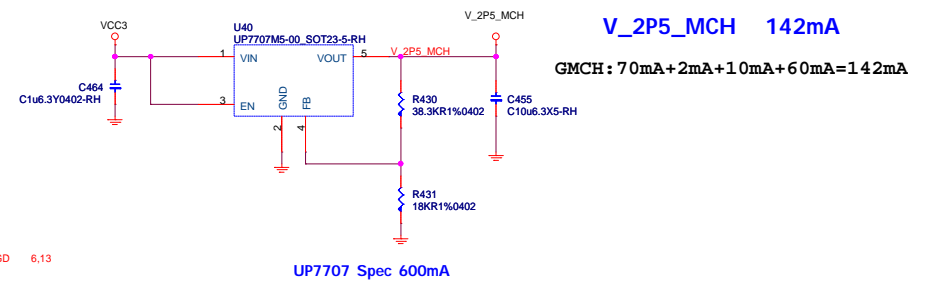 V_2P5_MCH
V_2P5_MCH 142mA
VCC3
U40
UP7707M5-00_SOT23-5-RH
GMCH:70mA+2mA+10mA+60mA=142mA
1
VIN
VOUT
5
V_2P5_MCH
C464
C1u6.3Y0402-RH
3
EN
GND
FB
2
4
R430
38.3KR1%0402
C455
C10u6.3X5-RH
R431
18KR1%0402
6,13
UP7707 Spec 600mA